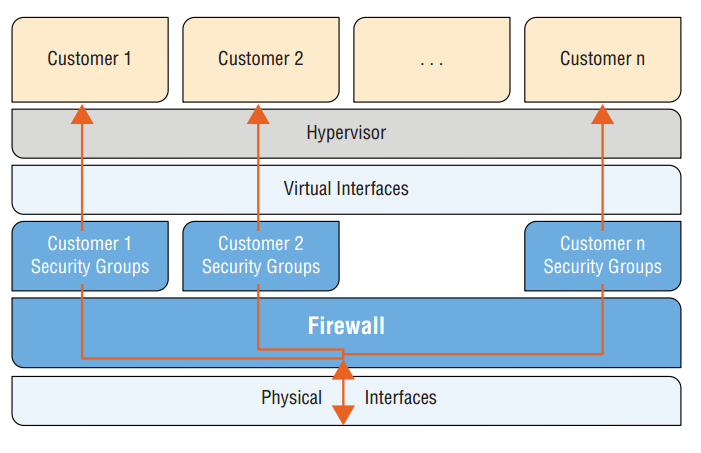 Customer 1
Customer 2
. . .
Customer n
Hypervisor
Virtual Interfaces
Customer 1
Security Groups
Customer 2
Security Groups
Customer n
Security Groups
Firewall
Physical Interfaces